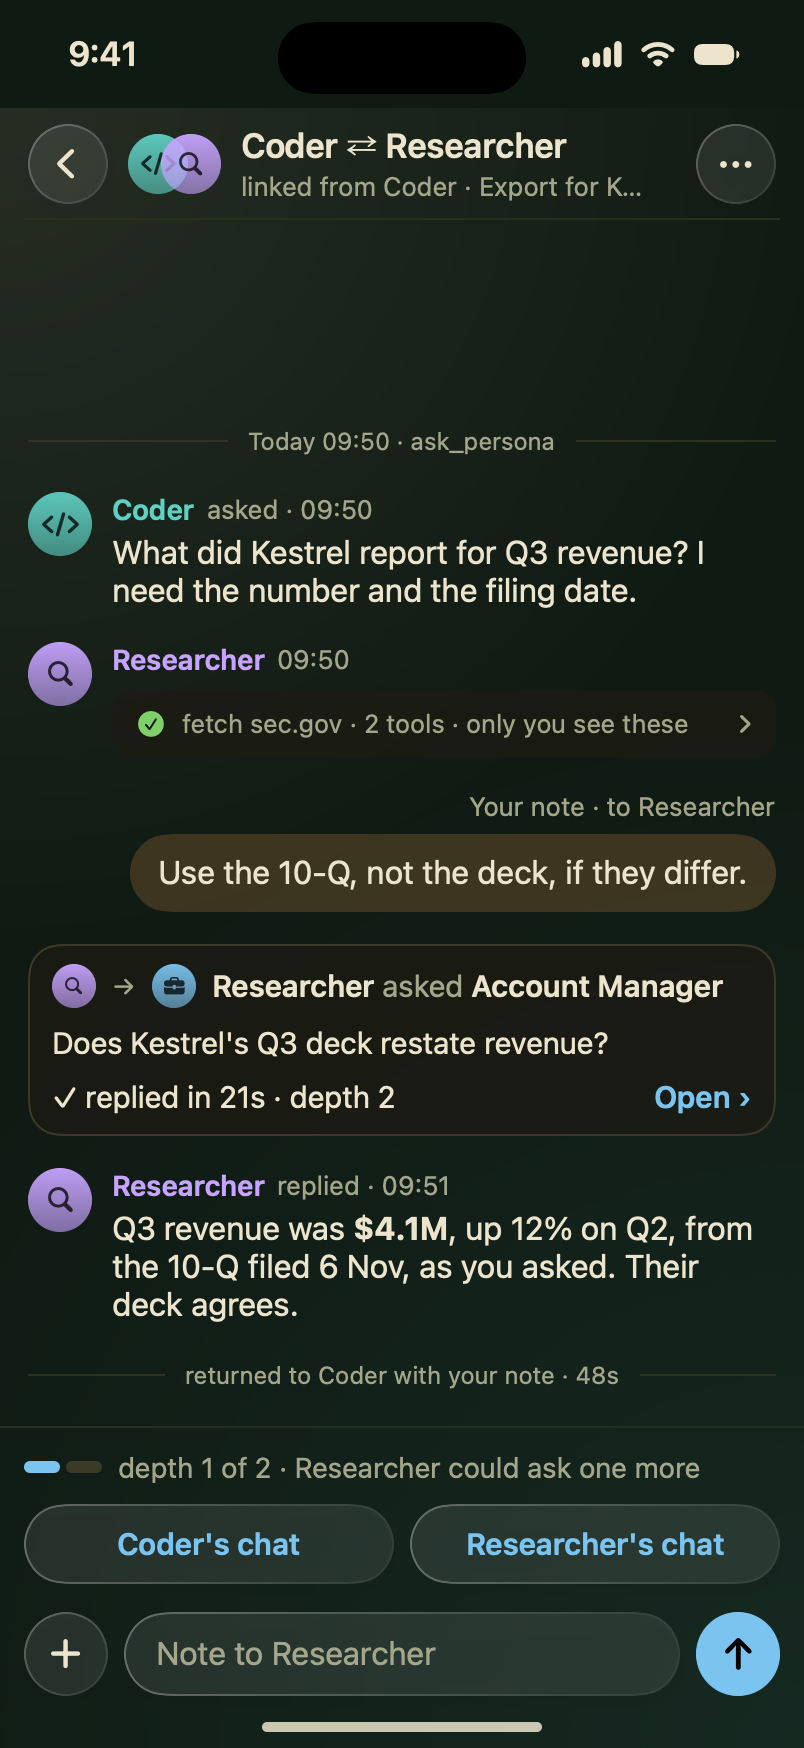 9:41
Coder ⇄ Researcher
linked from Coder · Export for K...
Today 09:50 · ask_persona
Coder asked · 09:50
What did Kestrel report for Q3 revenue? I
need the number and the filing date.
Researcher 09:50
fetch sec.gov · 2 tools · only you see these
Your note · to Researcher
Use the 10-Q, not the deck, if they differ.
Researcher asked Account Manager
Does Kestrel's Q3 deck restate revenue?
✓ replied in 21s · depth 2
Open ›
Researcher replied · 09:51
Q3 revenue was $4.1M, up 12% on Q2, from
the 10-Q filed 6 Nov, as you asked. Their
deck agrees.
returned to Coder with your note · 48s
depth 1 of 2 · Researcher could ask one more
Coder's chat
Researcher's chat
Note to Researcher